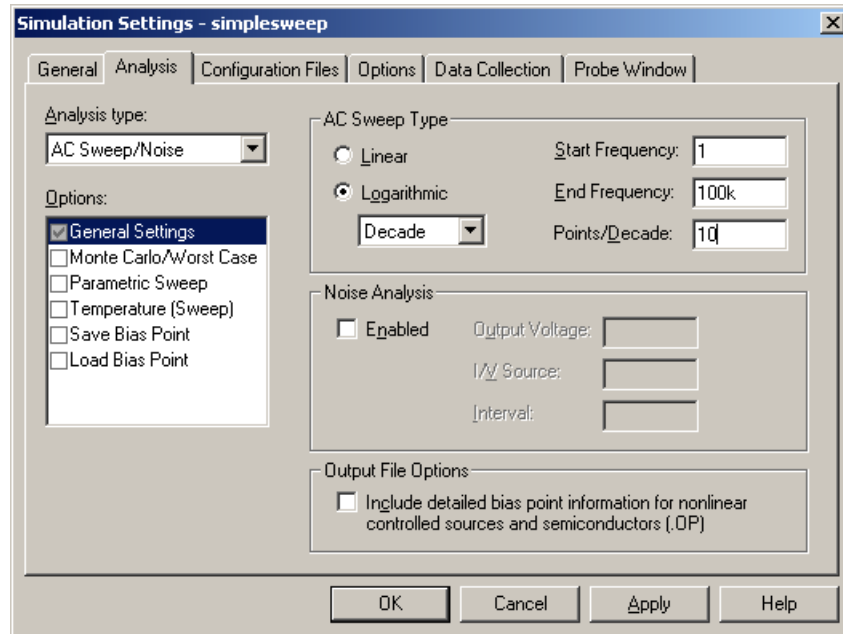 Simulation Settings - simplesweep
General Analysis Configuration Files Options Data Collection Probe Window
Analysis type:
AC Sweep/Noise
Options:
General Settings
Monte Carlo/Worst Case
Parametric Sweep
Temperature (Sweep)
Save Bias Point
Load Bias Point
AC Sweep Type
Linear
Logarithmic
Decade
Start Frequency: 1
End Frequency: 100k
Points/Decade: 10
Noise Analysis
Enabled
Output Voltage:
I/V Source:
Interval:
Output File Options
Include detailed bias point information for nonlinear
controlled sources and semiconductors (.OP)
OK Cancel Apply Help